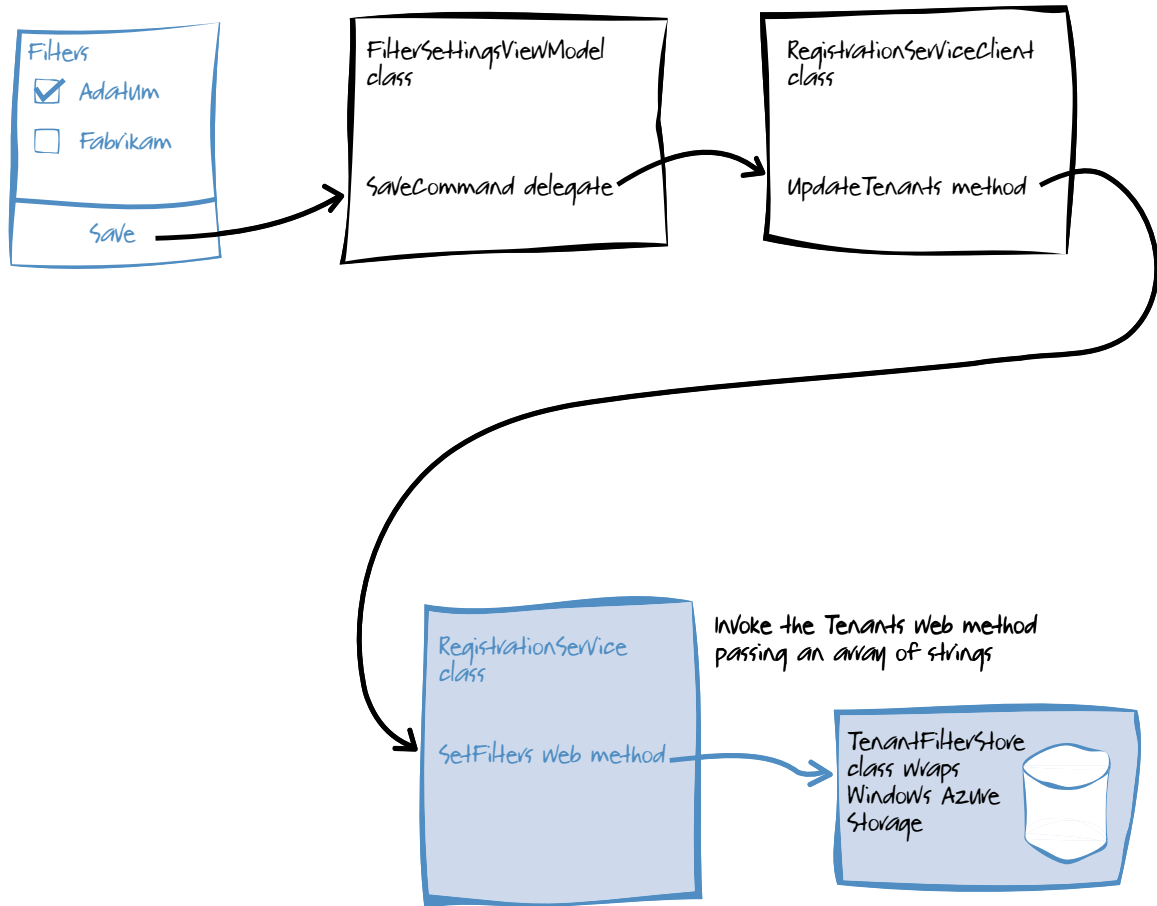 Filters
Adatum
Fabrikam
Save
FilterSettingsViewModel
class
SaveCommand delegate
RegistrationServiceClient
class
UpdateTenants method
RegistrationService
class
SetFilters Web method
Invoke the Tenants Web method
passing an array of strings
TenantFilterStore
class wraps
Windows Azure
Storage